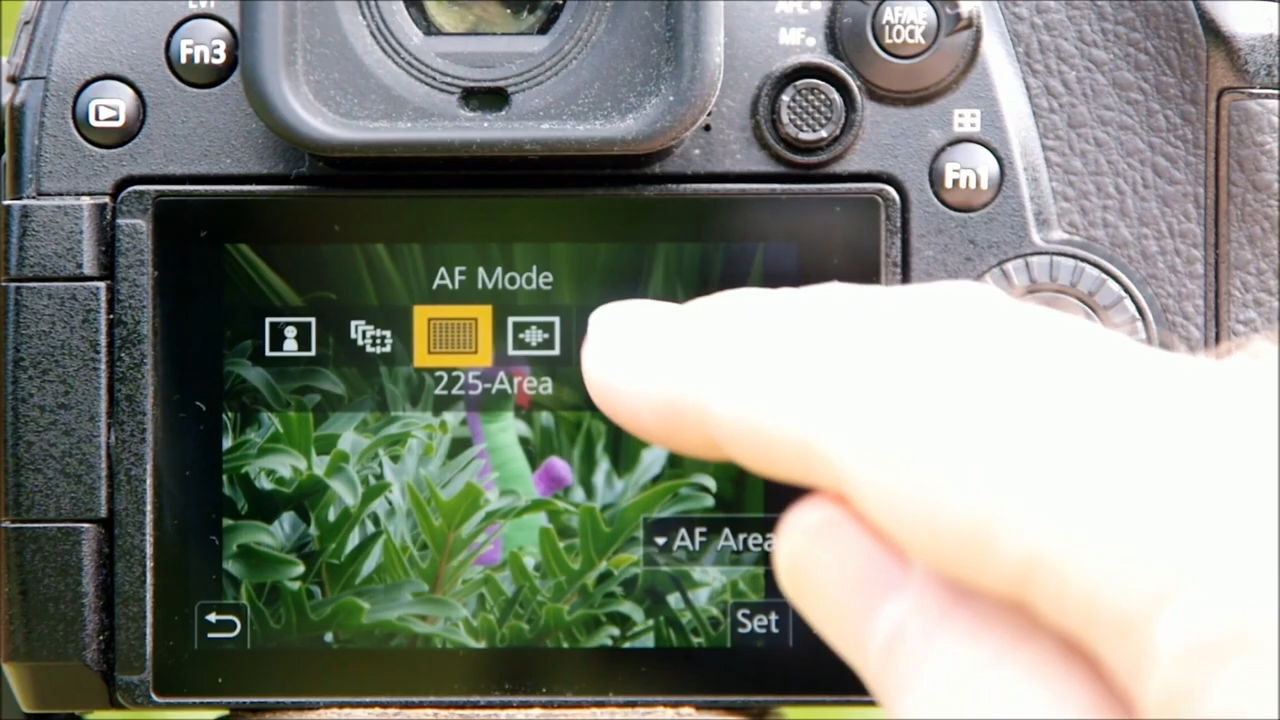 Fn3
AFC
MF
AF/AE
LOCK
Fn1
AF Mode
225-Area
AF Area
Set